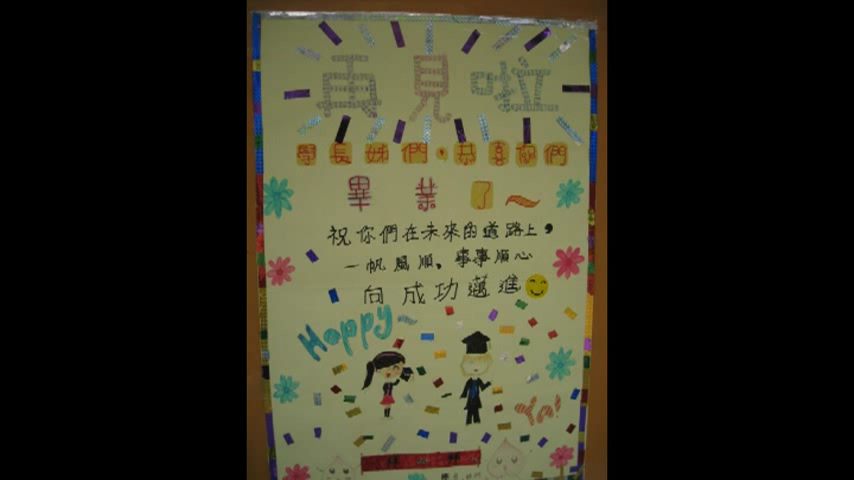 再見啦
學長姊們，恭喜你們
畢業了～
祝你們在未來的道路上，
一帆風順、事事順心
向成功邁進
Happy~
Ya!